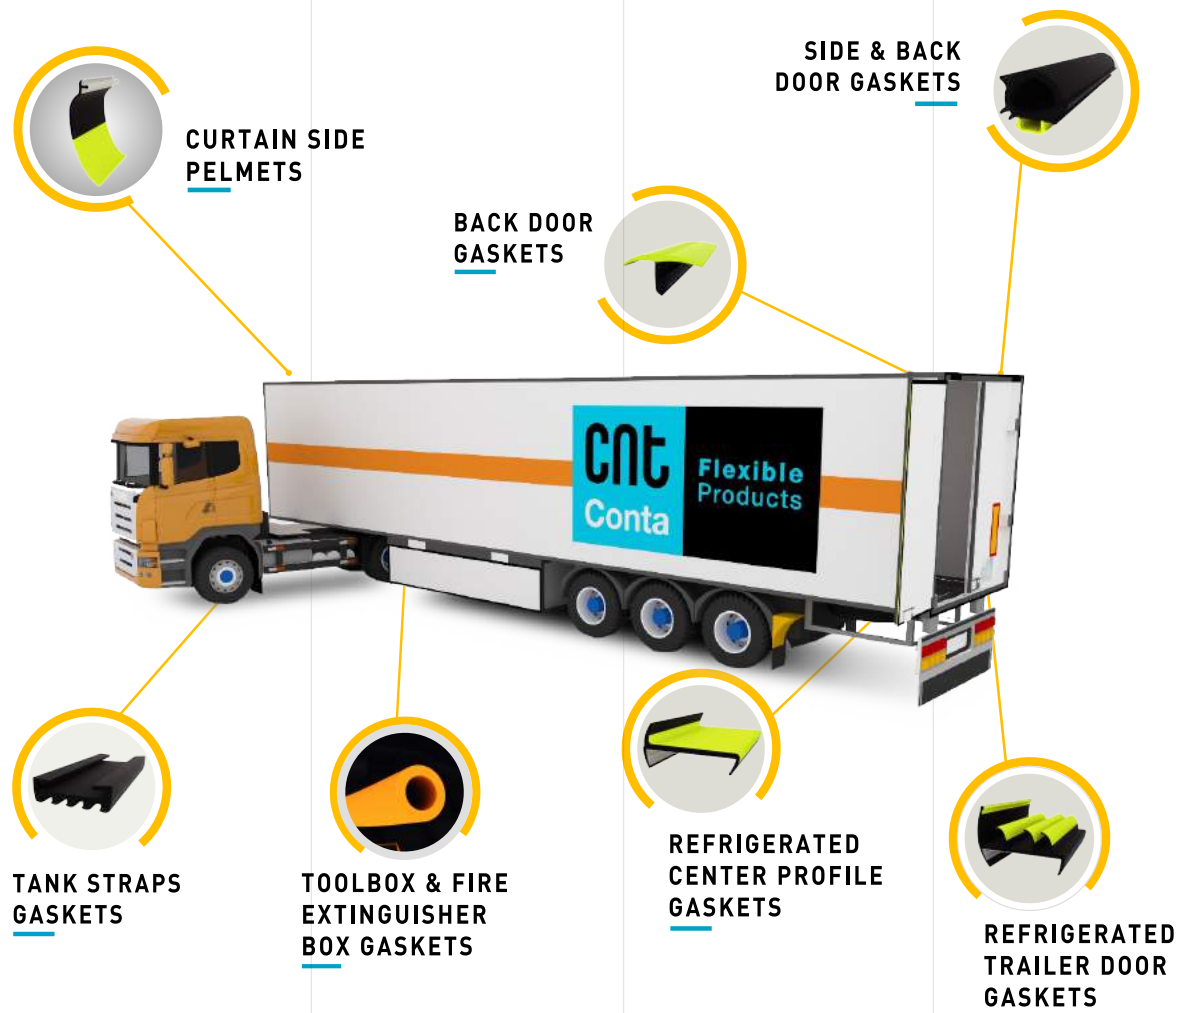 SIDE & BACK
DOOR GASKETS
CURTAIN SIDE
PELMETS
BACK DOOR
GASKETS
cnt
Conta
Flexible
Products
TANK STRAPS
GASKETS
TOOLBOX & FIRE
EXTINGUISHER
BOX GASKETS
REFRIGERATED
CENTER PROFILE
GASKETS
REFRIGERATED
TRAILER DOOR
GASKETS